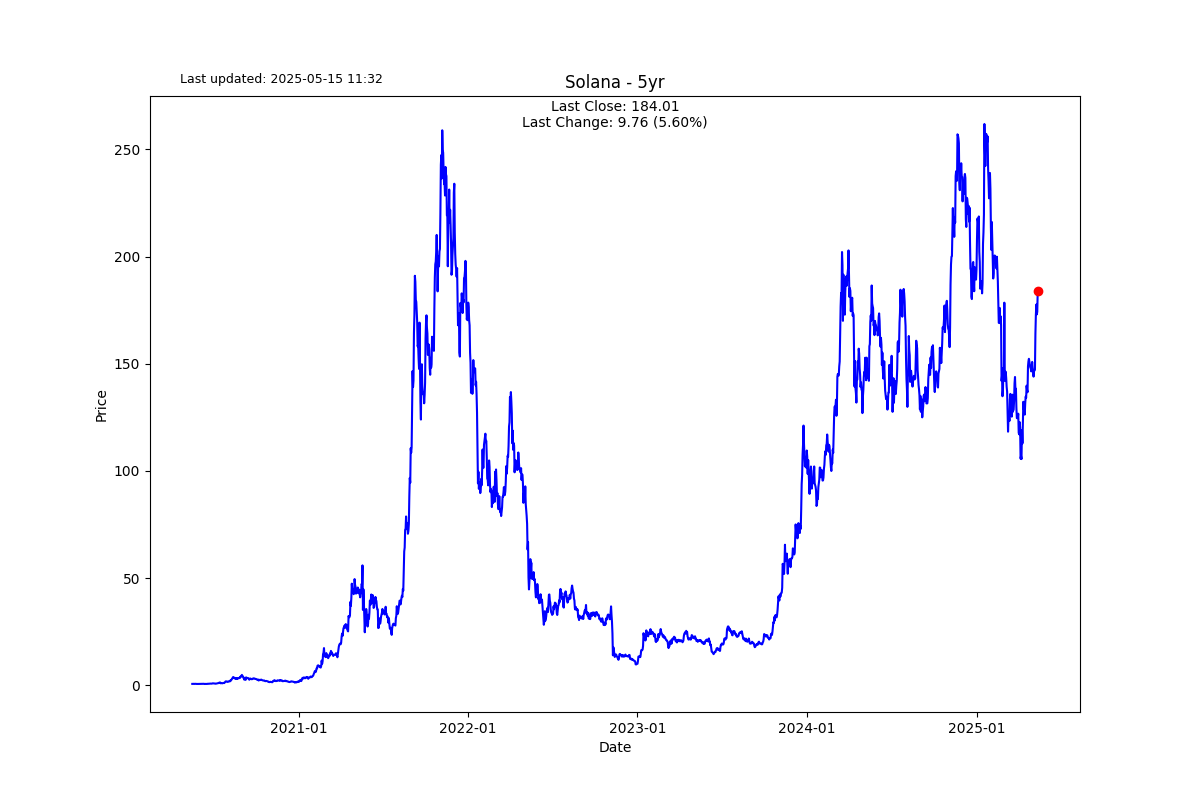 Last updated: 2025-05-15 11:32
Solana - 5yr
Last Close: 184.01
Last Change: 9.76 (5.60%)
250
200
150
100
50
0
Price
2021-01
2022-01
2023-01
2024-01
2025-01
Date